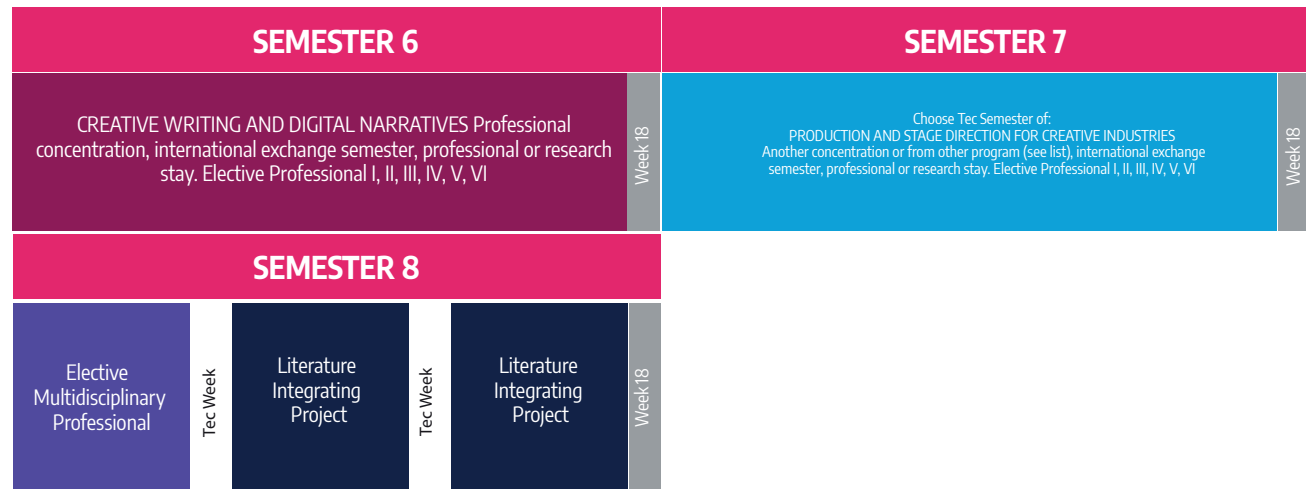 SEMESTER 6
CREATIVE WRITING AND DIGITAL NARRATIVES Professional
concentration, international exchange semester, professional or research
stay. Elective Professional I, II, III, IV, V, VI
Week 18
SEMESTER 7
Choose Tec Semester of:
PRODUCTION AND STAGE DIRECTION FOR CREATIVE INDUSTRIES
Another concentration or from other program (see list), international exchange
semester, professional or research stay. Elective Professional I, II, III, IV, V, VI
Week 18
SEMESTER 8
Elective
Multidisciplinary
Professional
Tec Week
Literature
Integrating
Project
Tec Week
Literature
Integrating
Project
Week18